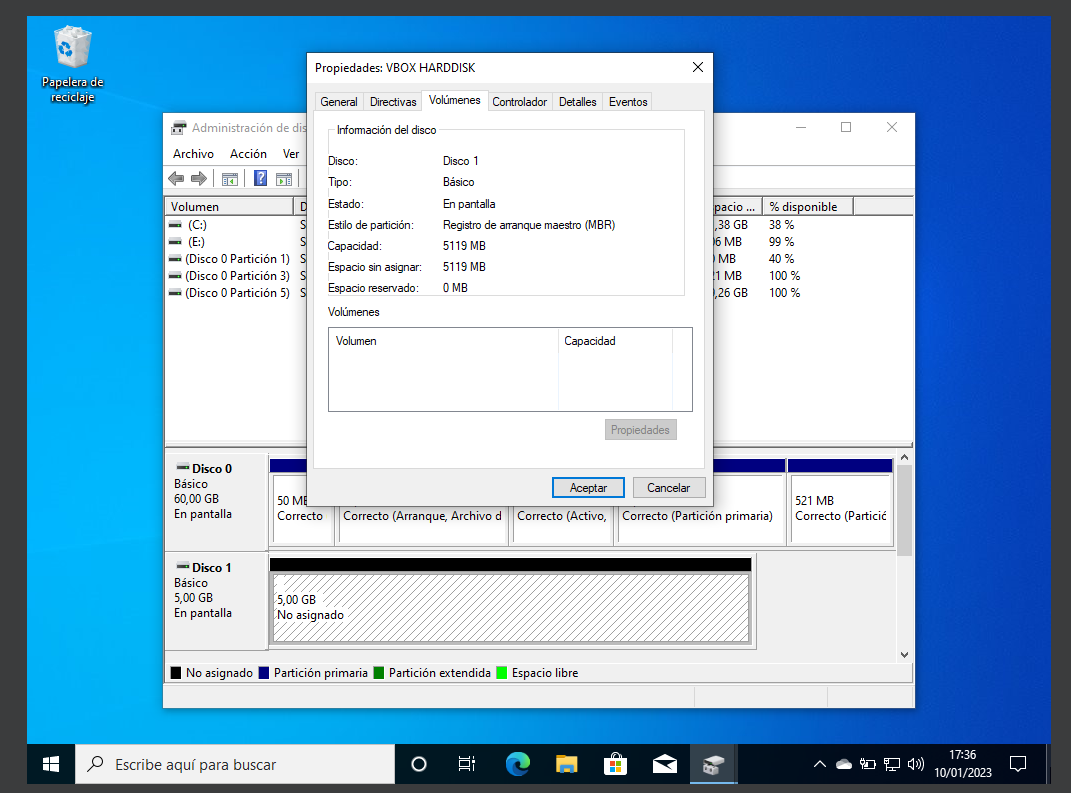 Papelera de
reciclaje
Propiedades: VBOX HARDDISK
General Directivas Volúmenes Controlador Detalles Eventos
Información del disco
Disco: Disco 1
Tipo: Básico
Estado: En pantalla
Estilo de partición: Registro de arranque maestro (MBR)
Capacidad: 5119 MB
Espacio sin asignar: 5119 MB
Espacio reservado: 0 MB
Volúmenes
Volumen Capacidad
Propiedades
Aceptar Cancelar
Administración de dis
Archivo Acción Ver
Volumen D pacio ... % disponible
(C:) S ,38 GB 38 %
(E:) S 06 MB 99 %
(Disco 0 Partición 1) S 0 MB 40 %
(Disco 0 Partición 3) S 21 MB 100 %
(Disco 0 Partición 5) S ,26 GB 100 %
Disco 0
Básico
60,00 GB
En pantalla
50 ME
Correcto
Correcto (Arranque, Archivo d
Correcto (Activo,
Correcto (Partición primaria)
521 MB
Correcto (Partició
Disco 1
Básico
5,00 GB
En pantalla
5,00 GB
No asignado
No asignado Partición primaria Partición extendida Espacio libre
Escribe aquí para buscar
17:36
10/01/2023